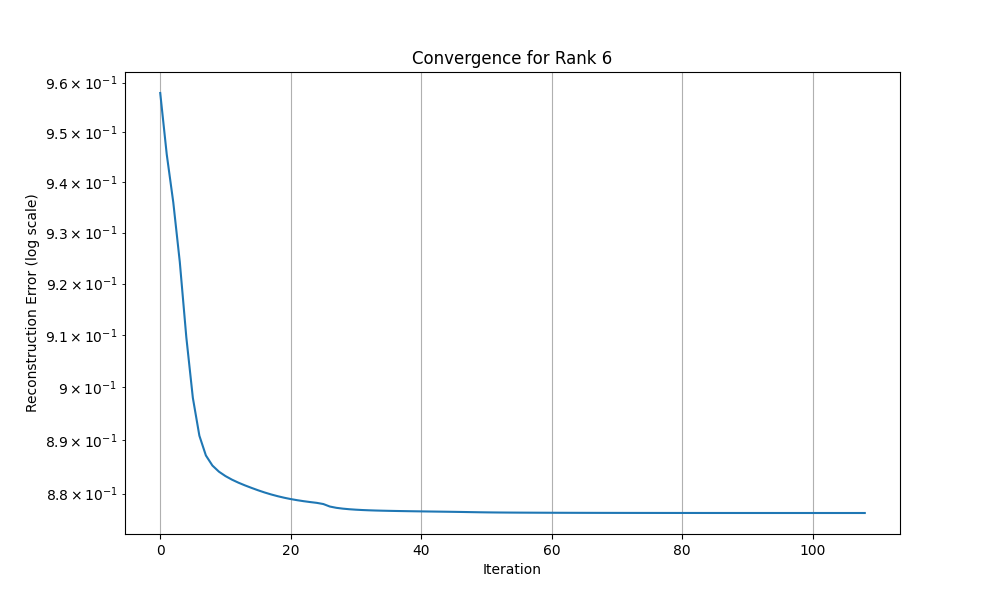 Convergence for Rank 6
Reconstruction Error (log scale)
9.6 × 10⁻¹
9.5 × 10⁻¹
9.4 × 10⁻¹
9.3 × 10⁻¹
9.2 × 10⁻¹
9.1 × 10⁻¹
9 × 10⁻¹
8.9 × 10⁻¹
8.8 × 10⁻¹
0 20 40 60 80 100
Iteration